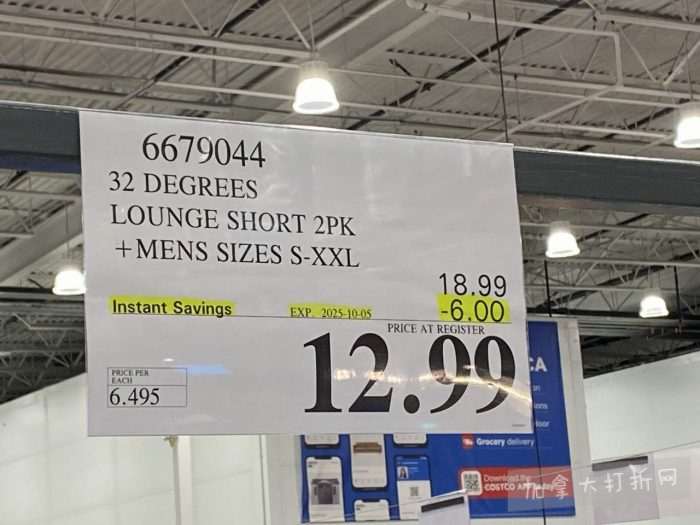 6679044
32 DEGREES
LOUNGE SHORT 2PK
+MENS SIZES S-XXL
18.99
Instant Savings EXP. 2025-10-05 -6.00
PRICE AT REGISTER
12.99
PRICE PER
EACH
6.495
Grocery delivery
Download the
COSTCO App
加拿大打折网